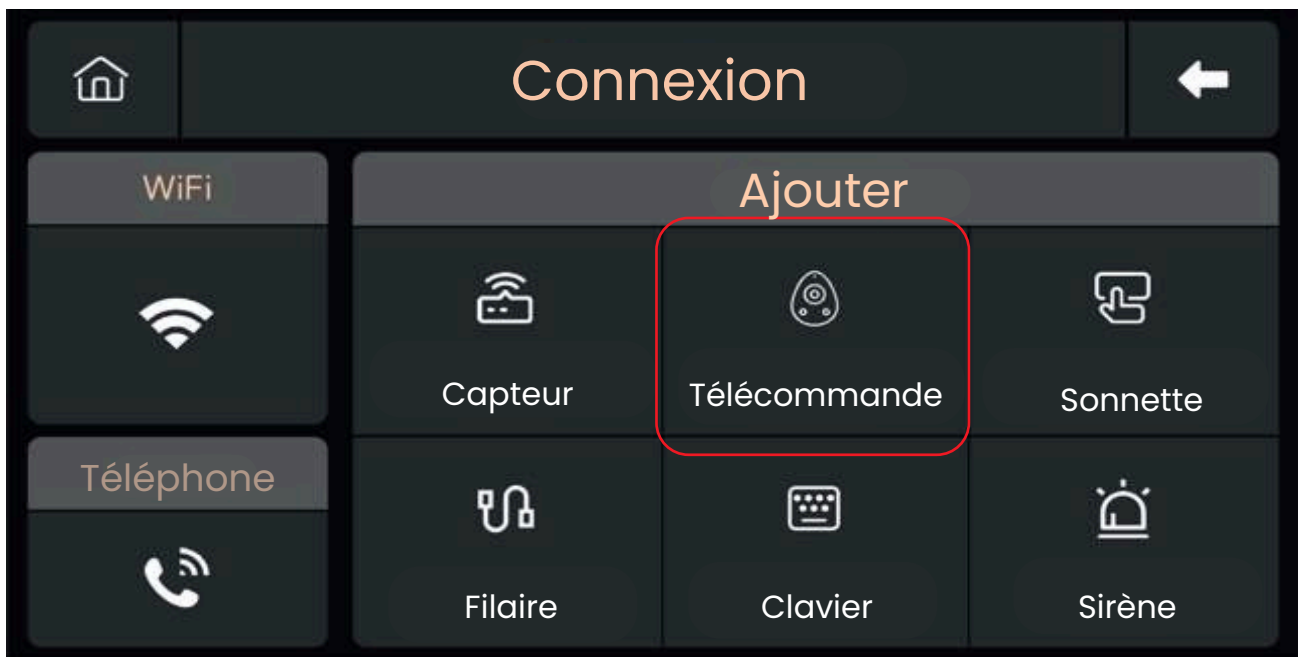 Connexion
WiFi
Ajouter
Capteur
Télécommande
Sonnette
Téléphone
Filaire
Clavier
Sirène